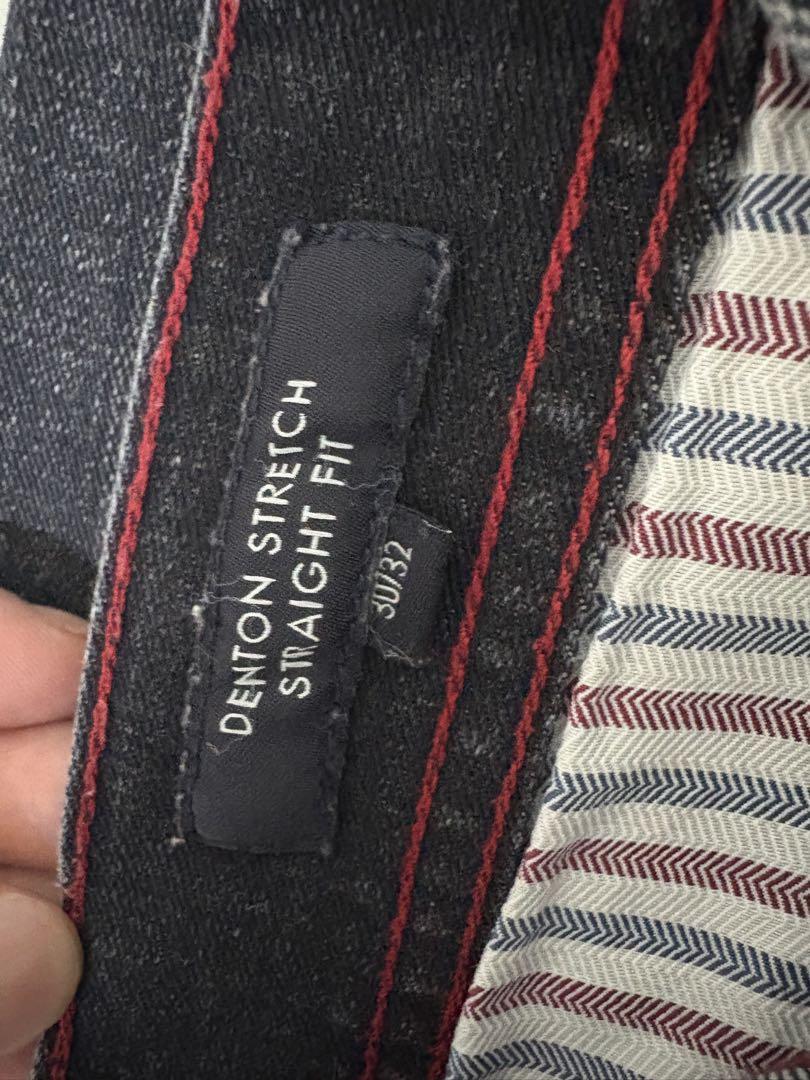 DENTON STRETCH
STRAIGHT FIT
30/32